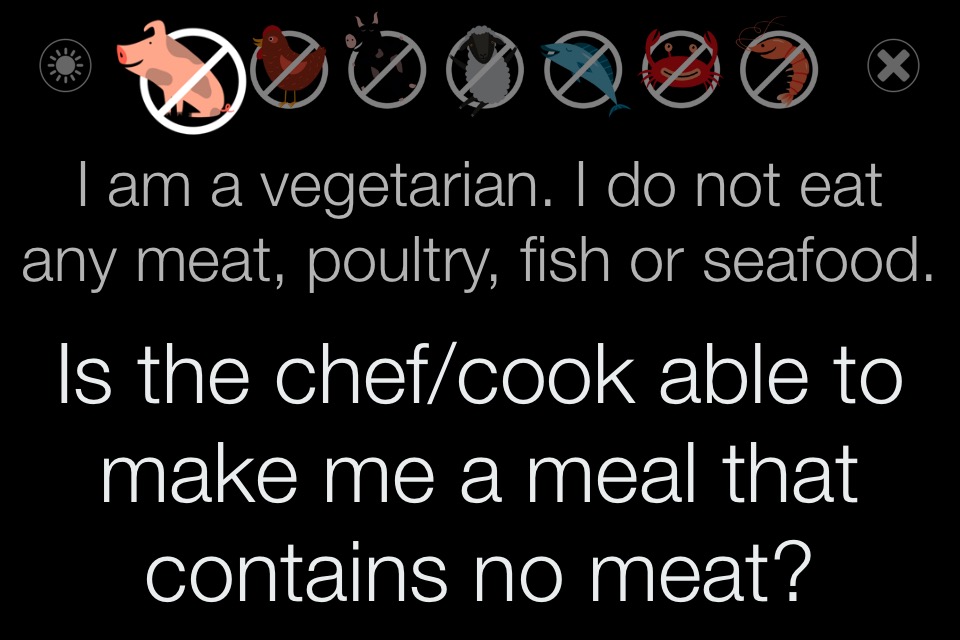 I am a vegetarian. I do not eat
any meat, poultry, fish or seafood.
Is the chef/cook able to
make me a meal that
contains no meat?